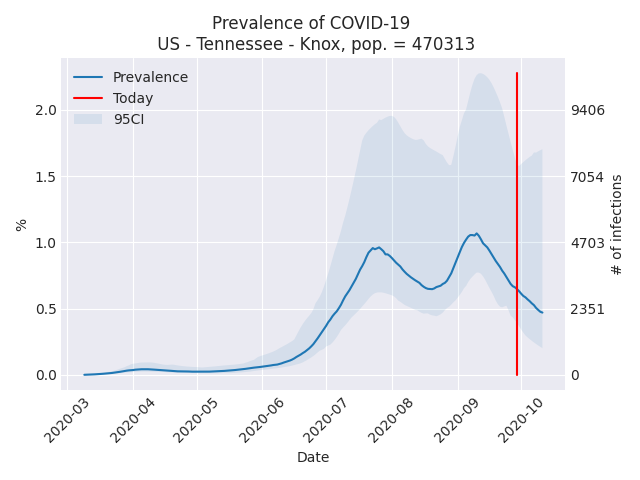 Prevalence of COVID-19
US - Tennessee - Knox, pop. = 470313
Prevalence
Today
95CI
2.0
1.5
1.0
0.5
0.0
%
9406
7054
4703
2351
0
# of infections
2020-03
2020-04
2020-05
2020-06
2020-07
2020-08
2020-09
2020-10
Date